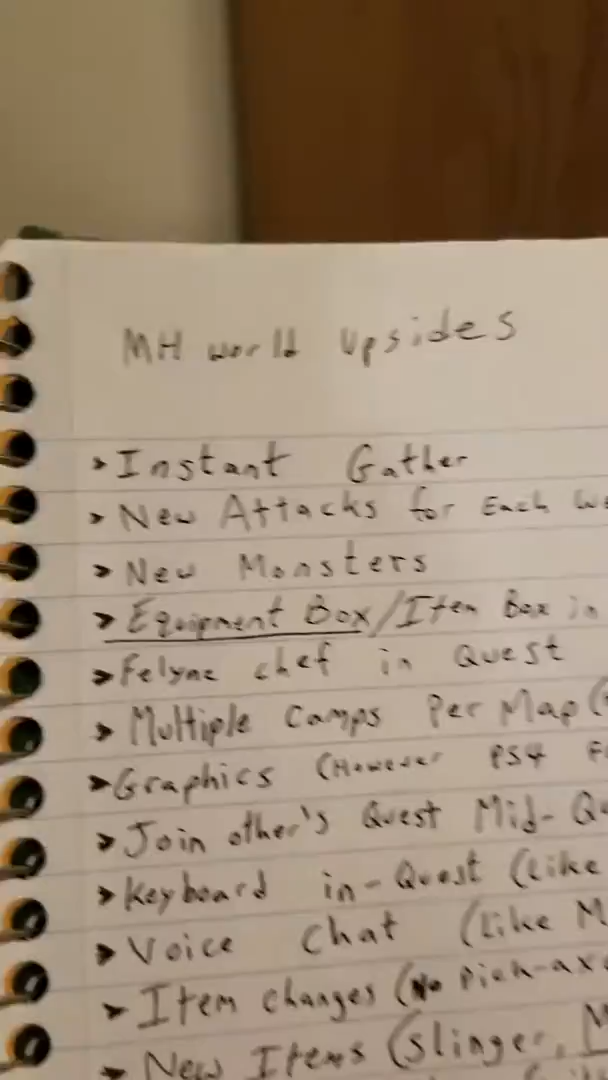 MH World Upsides
> Instant Gather
> New Attacks for Each We
> New Monsters
> Equipment Box/Item Box in
> Felyne chef in Quest
> Multiple Camps Per Map (
> Graphics (However PS4 F
> Join other's Quest Mid-Qu
> Keyboard in-Quest (Like
> Voice Chat (Like M
> Item changes (No Pick-axe
> New Items (Slinger, M